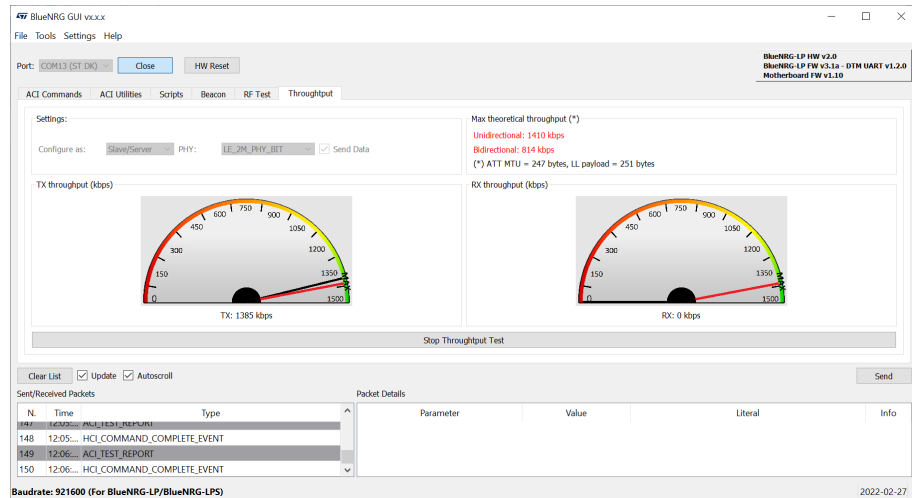 BlueNRG GUI vx.x.x
File Tools Settings Help
Port: COM13 (ST DK) Close HW Reset
BlueNRG-LP HW v2.0
BlueNRG-LP FW v3.1a - DTM UART v1.2.0
Motherboard FW v1.10
ACI Commands ACI Utilities Scripts Beacon RF Test Throughtput
Settings:
Configure as: Slave/Server PHY: LE_2M_PHY_BIT Send Data
Max theoretical throughput (*)
Unidirectional: 1410 kbps
Bidirectional: 814 kbps
(*) ATT MTU = 247 bytes, LL payload = 251 bytes
TX throughput (kbps)
0 150 300 450 600 750 900 1050 1200 1350 1500 MAX
TX: 1385 kbps
RX throughput (kbps)
0 150 300 450 600 750 900 1050 1200 1350 1500 MAX
RX: 0 kbps
Stop Throughtput Test
Clear List Update Autoscroll Send
Sent/Received Packets
N. Time Type
147 12:05:... ACI_TEST_REPORT
148 12:05:... HCI_COMMAND_COMPLETE_EVENT
149 12:06:... ACI_TEST_REPORT
150 12:06:... HCI_COMMAND_COMPLETE_EVENT
Packet Details
Parameter Value Literal Info
Baudrate: 921600 (For BlueNRG-LP/BlueNRG-LPS) 2022-02-27